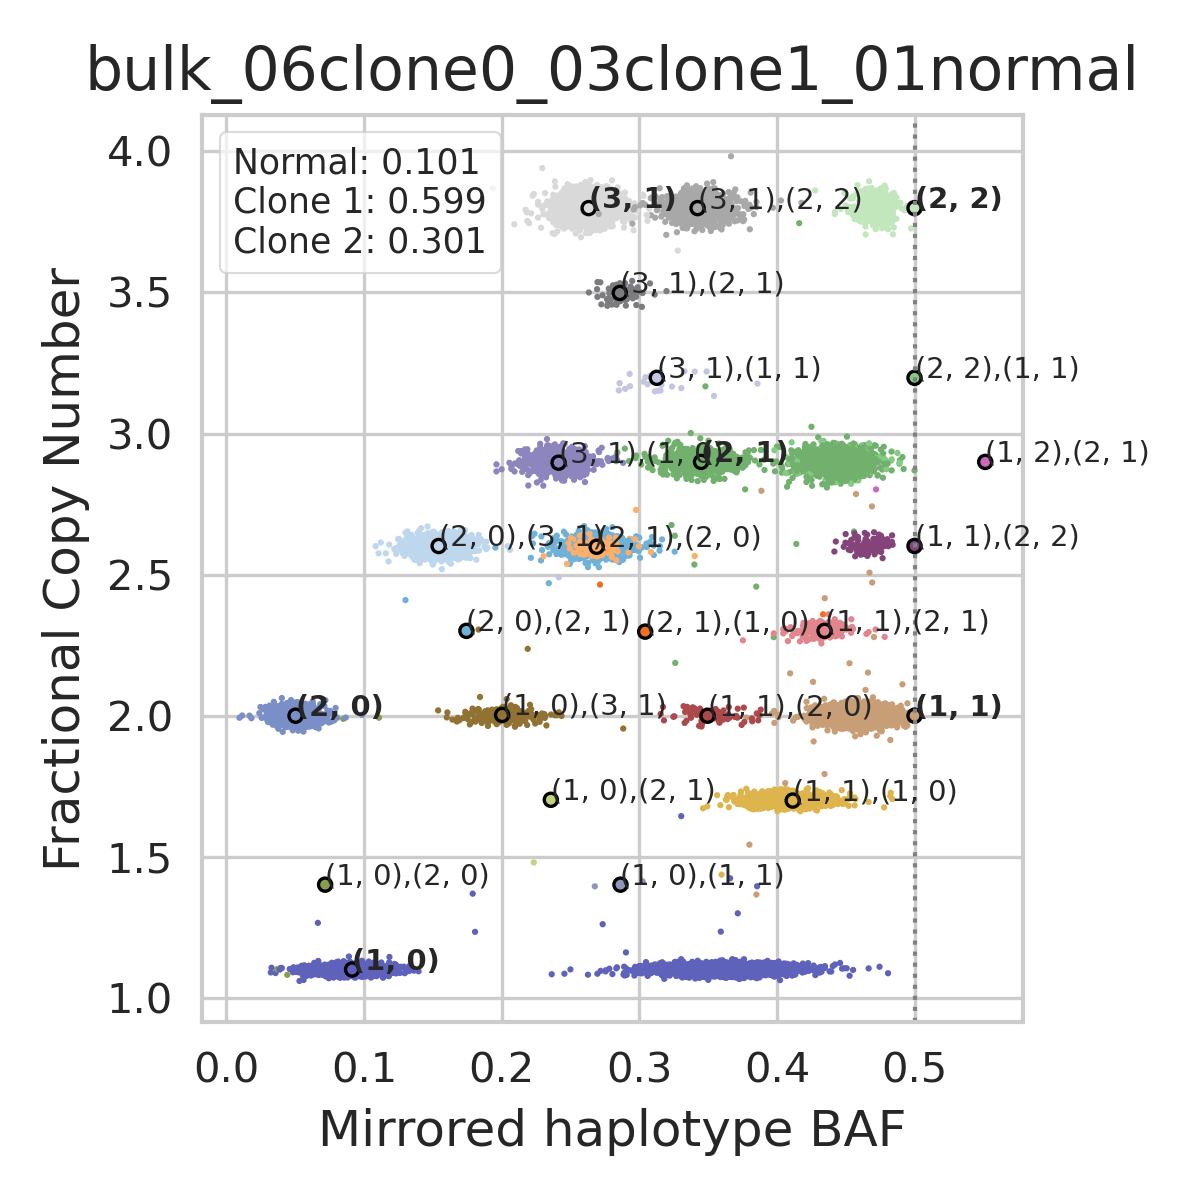 bulk_06clone0_03clone1_01normal
Normal: 0.101
Clone 1: 0.599
Clone 2: 0.301
Fractional Copy Number
4.0
3.5
3.0
2.5
2.0
1.5
1.0
(3, 1)
(3, 1),(2, 2)
(2, 2)
(3, 1),(2, 1)
(3, 1),(1, 1)
(2, 2),(1, 1)
(3, 1),(1, 0)
(2, 1)
(1, 2),(2, 1)
(2, 0),(3, 1)
(2, 1),(2, 0)
(1, 1),(2, 2)
(2, 0),(2, 1)
(2, 1),(1, 0)
(1, 1),(2, 1)
(2, 0)
(1, 0),(3, 1)
(1, 1),(2, 0)
(1, 1)
(1, 0),(2, 1)
(1, 1),(1, 0)
(1, 0),(2, 0)
(1, 0),(1, 1)
(1, 0)
0.0 0.1 0.2 0.3 0.4 0.5
Mirrored haplotype BAF